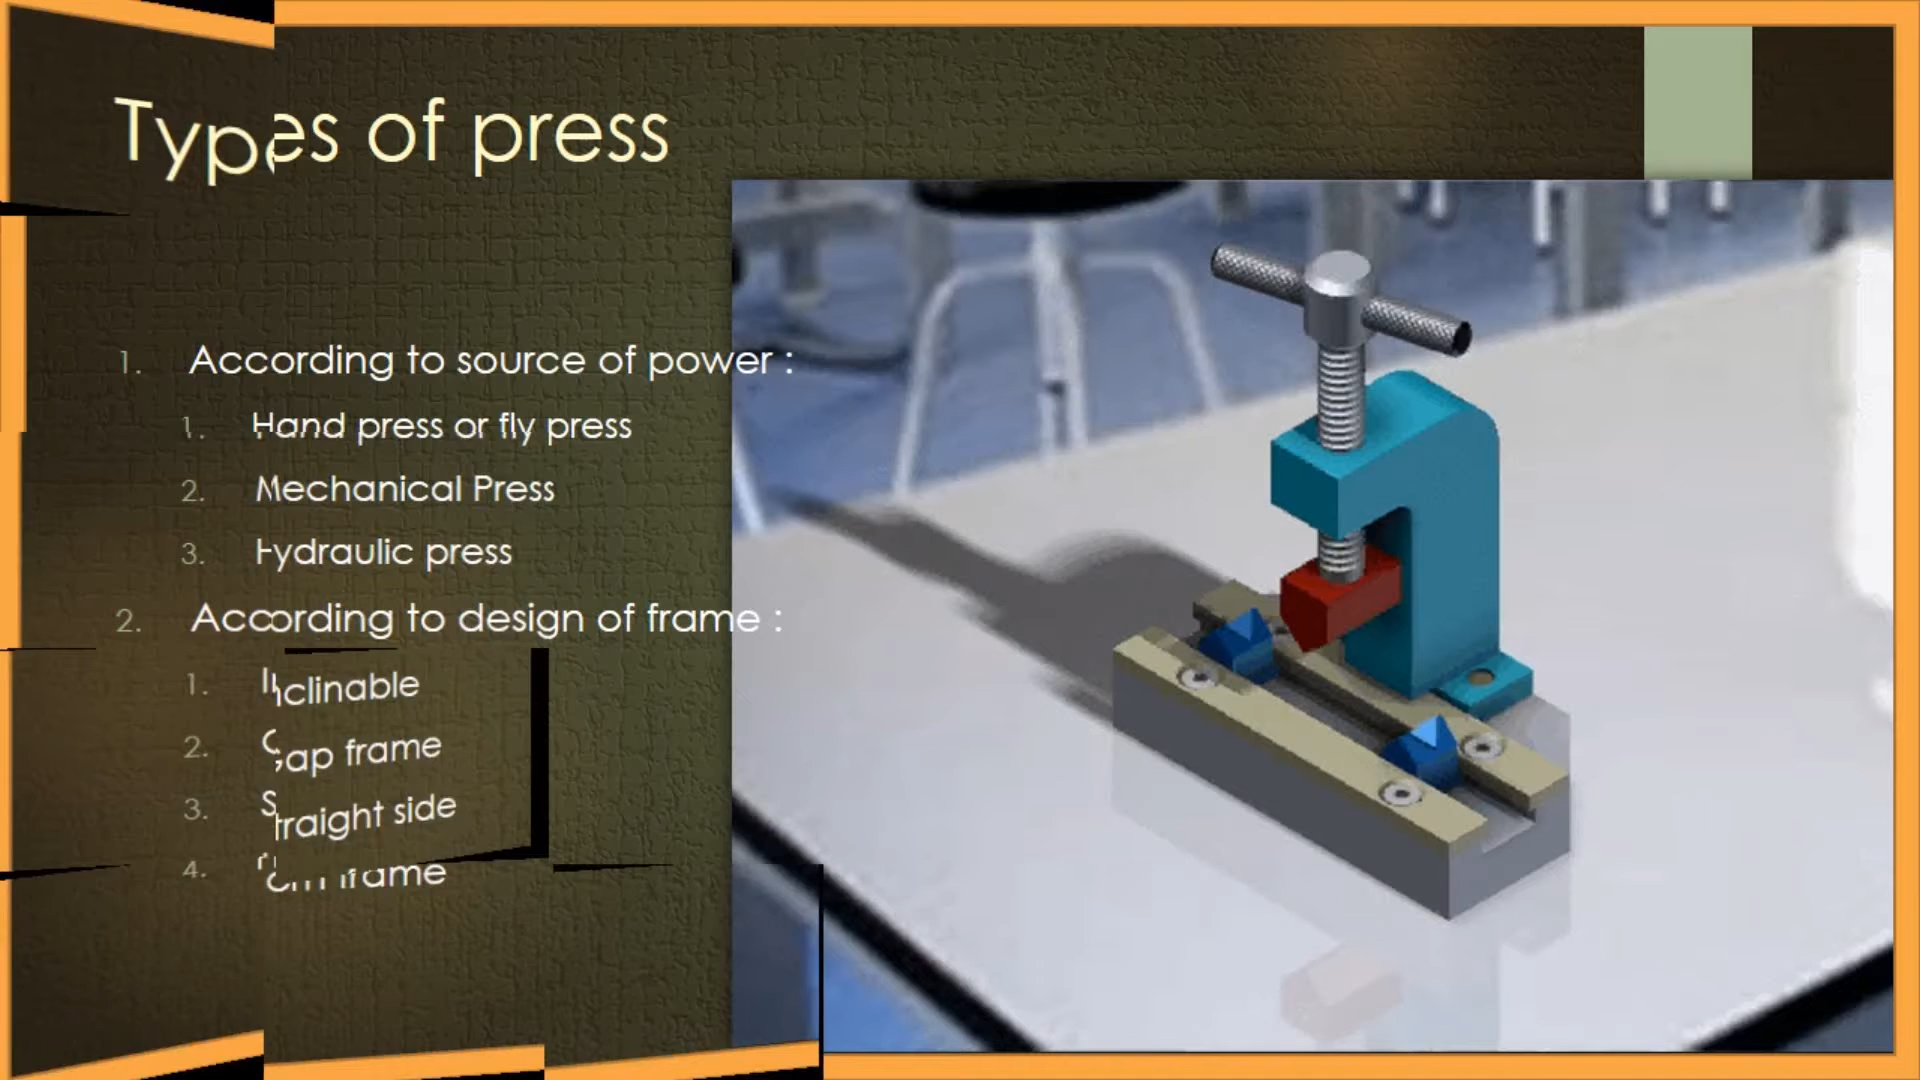 Types of press
1. According to source of power :
1. Hand press or fly press
2. Mechanical Press
3. Hydraulic press
2. According to design of frame :
1. Inclinable
2. Gap frame
3. Straight side
4. frame